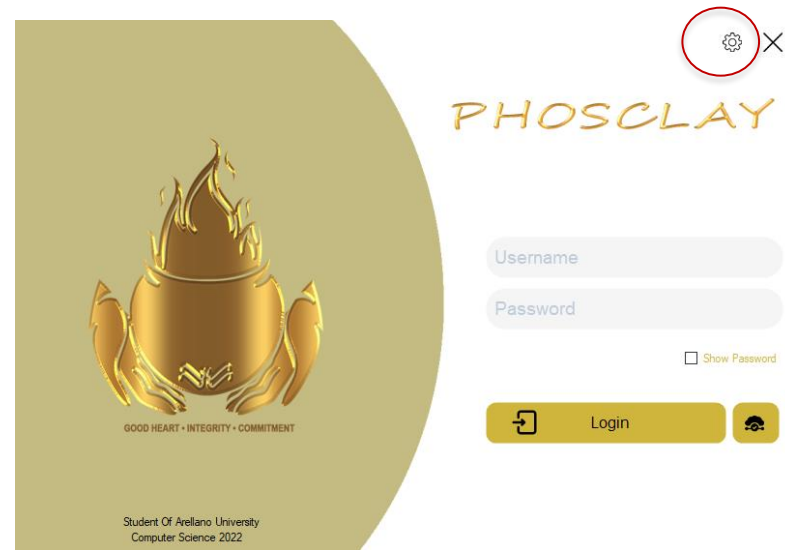 PHOSCLAY
Username
Password
Show Password
Login
GOOD HEART • INTEGRITY • COMMITMENT
Student Of Arellano University
Computer Science 2022